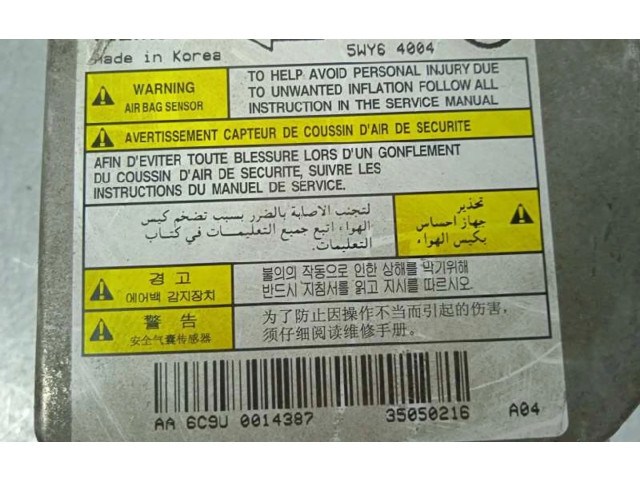 Made in Korea
5WY6 4004
WARNING
AIR BAG SENSOR
TO HELP AVOID PERSONAL INJURY DUE
TO UNWANTED INFLATION FOLLOW ALL
INSTRUCTION IN THE SERVICE MANUAL
AVERTISSEMENT CAPTEUR DE COUSSIN D'AIR DE SECURITE
AFIN D'EVITER TOUTE BLESSURE LORS D'UN GONFLEMENT
DU COUSSIN D'AIR DE SECURITE, SUIVRE LES
INSTRUCTIONS DU MANUEL DE SERVICE.
تحذير
جهاز احساس
بكيس الهواء
لتجنب الاصابة بالضرر بسبب تضخم كيس
الهواء اتبع جميع التعليمات في كتاب
التعليمات.
경 고
에어백 감지장치
불의의 작동으로 인한 상해를 막기위해
반드시 지침서를 읽고 지시를 따르십시오.
警 告
安全气囊传感器
为了防止因操作不当而引起的伤害,
须仔细阅读维修手册.
AA 6C9U 0014387
35050216
A04